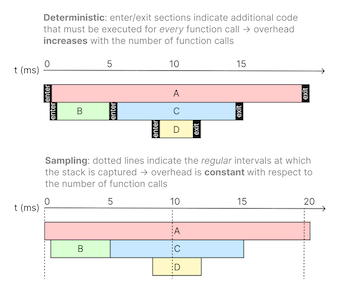 Deterministic: enter/exit sections indicate additional code
that must be executed for every function call → overhead
increases with the number of function calls
0 5 10 15
t (ms)
enter A exit
enter B enter C exit
enter D exit
Sampling: dotted lines indicate the regular intervals at which
the stack is captured → overhead is constant with respect to
the number of function calls
0 5 10 15 20
t (ms)
A
B C
D